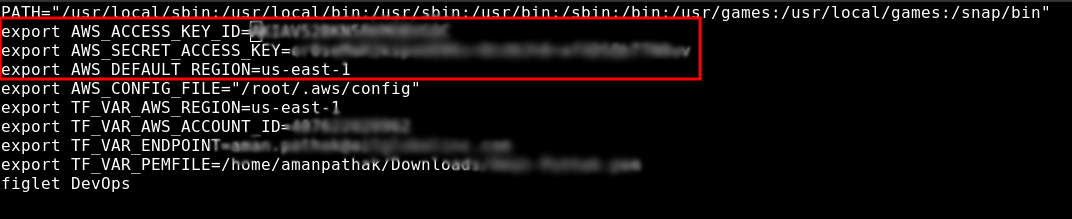 PATH="/usr/local/sbin:/usr/local/bin:/usr/sbin:/usr/bin:/sbin:/bin:/usr/games:/usr/local/games:/snap/bin"
export AWS_ACCESS_KEY_ID=
export AWS_SECRET_ACCESS_KEY=
export AWS_DEFAULT_REGION=us-east-1
export AWS_CONFIG_FILE="/root/.aws/config"
export TF_VAR_AWS_REGION=us-east-1
export TF_VAR_AWS_ACCOUNT_ID=
export TF_VAR_ENDPOINT=
export TF_VAR_PEMFILE=/home/amanpathak/Downloads/
figlet DevOps